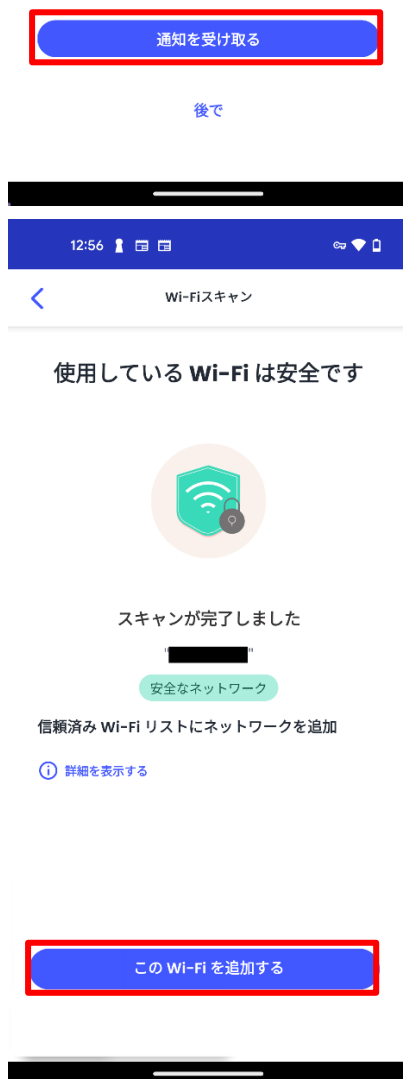 通知を受け取る
後で
12:56
Wi-Fiスキャン
使用している Wi-Fi は安全です
スキャンが完了しました
" "
安全なネットワーク
信頼済み Wi-Fi リストにネットワークを追加
詳細を表示する
この Wi-Fi を追加する